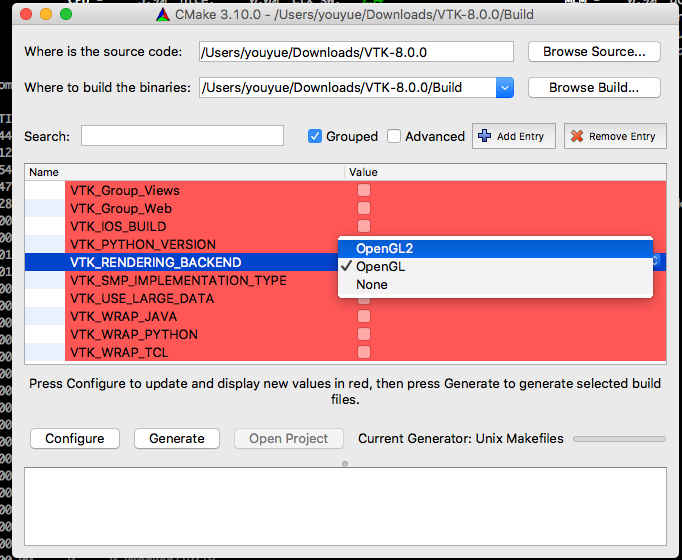 CMake 3.10.0 - /Users/youyue/Downloads/VTK-8.0.0/Build
Where is the source code: /Users/youyue/Downloads/VTK-8.0.0 Browse Source...
Where to build the binaries: /Users/youyue/Downloads/VTK-8.0.0/Build Browse Build...
Search: Grouped Advanced Add Entry Remove Entry
Name Value
VTK_Group_Views
VTK_Group_Web
VTK_IOS_BUILD
VTK_PYTHON_VERSION
OpenGL2
VTK_RENDERING_BACKEND
OpenGL
VTK_SMP_IMPLEMENTATION_TYPE
None
VTK_USE_LARGE_DATA
VTK_WRAP_JAVA
VTK_WRAP_PYTHON
VTK_WRAP_TCL
Press Configure to update and display new values in red, then press Generate to generate selected build
files.
Configure Generate Open Project Current Generator: Unix Makefiles